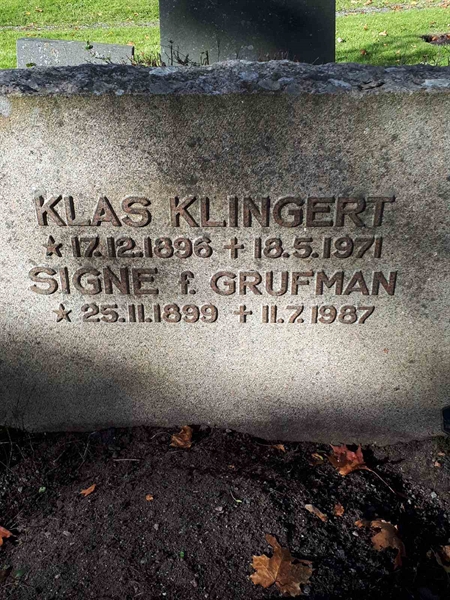 KLAS KLINGERT
* 17.12.1896 + 18.5.1971
SIGNE f. GRUFMAN
* 25.11.1899 + 11.7.1987